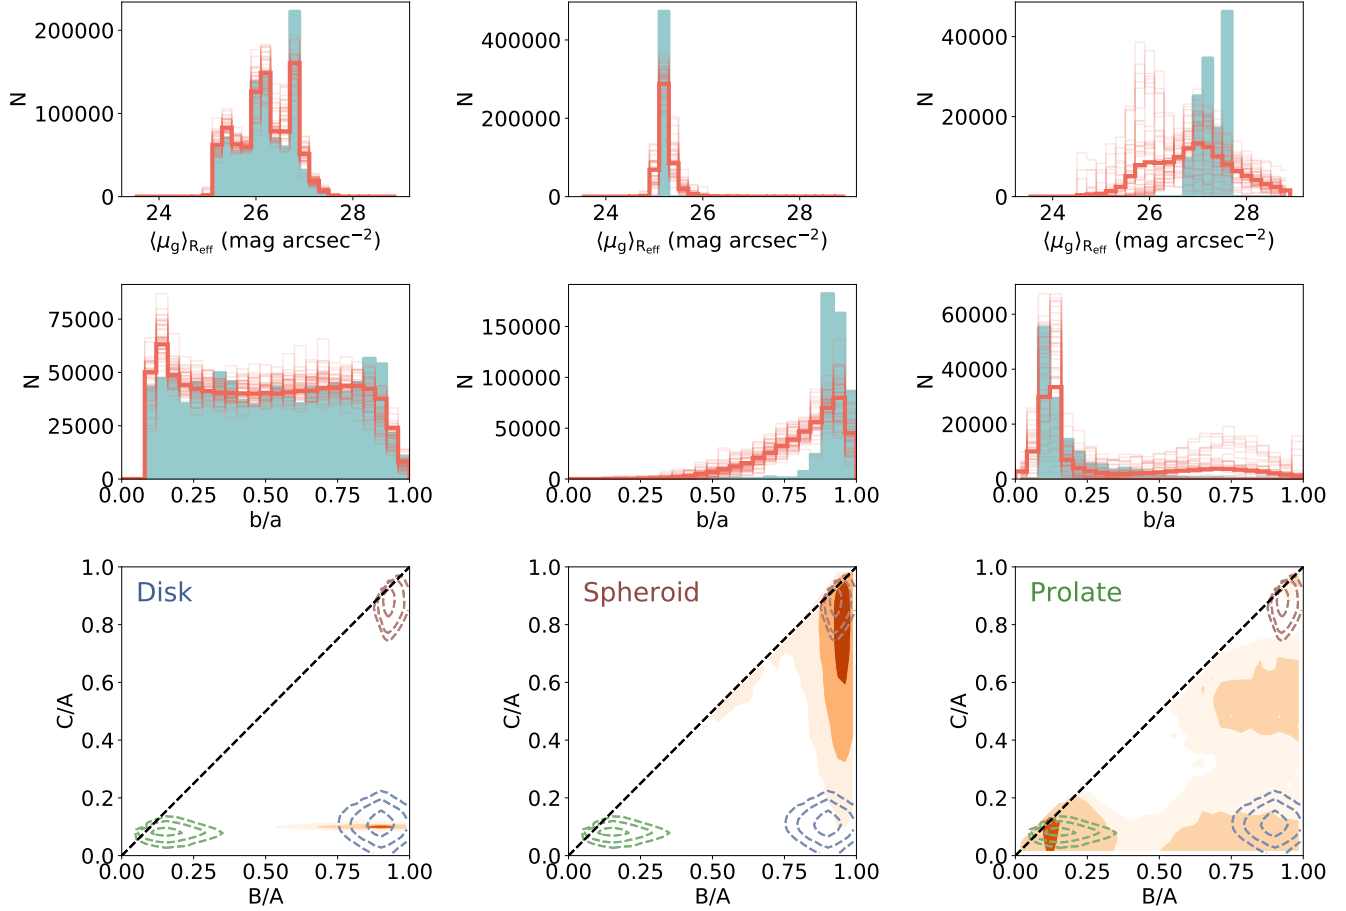 200000
100000
0
N
24 26 28
⟨μg⟩Reff (mag arcsec−2)
400000
200000
0
N
24 26 28
⟨μg⟩Reff (mag arcsec−2)
40000
20000
0
N
24 26 28
⟨μg⟩Reff (mag arcsec−2)
75000
50000
25000
0
N
0.00 0.25 0.50 0.75 1.00
b/a
150000
100000
50000
0
N
0.00 0.25 0.50 0.75 1.00
b/a
60000
40000
20000
0
N
0.00 0.25 0.50 0.75 1.00
b/a
Disk
1.0
0.8
0.6
0.4
0.2
0.0
C/A
0.00 0.25 0.50 0.75 1.00
B/A
Spheroid
1.0
0.8
0.6
0.4
0.2
0.0
C/A
0.00 0.25 0.50 0.75 1.00
B/A
Prolate
1.0
0.8
0.6
0.4
0.2
0.0
C/A
0.00 0.25 0.50 0.75 1.00
B/A